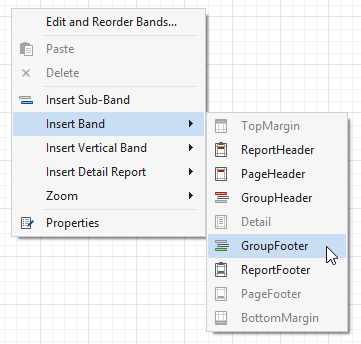 Edit and Reorder Bands...
Paste
Delete
Insert Sub-Band
Insert Band
Insert Vertical Band
Insert Detail Report
Zoom
Properties
TopMargin
ReportHeader
PageHeader
GroupHeader
Detail
GroupFooter
ReportFooter
PageFooter
BottomMargin